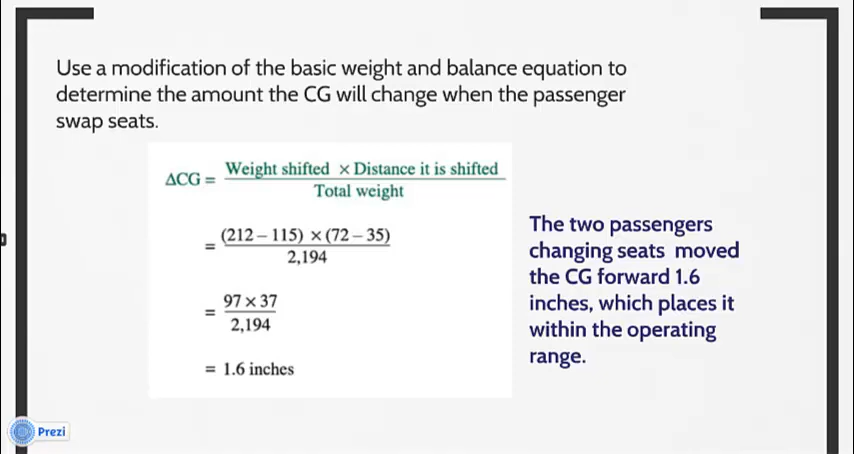 Use a modification of the basic weight and balance equation to
determine the amount the CG will change when the passenger
swap seats.
ΔCG = Weight shifted × Distance it is shifted
Total weight
= (212 – 115) × (72 – 35)
2,194
= 97 × 37
2,194
= 1.6 inches
The two passengers
changing seats moved
the CG forward 1.6
inches, which places it
within the operating
range.
Prezi